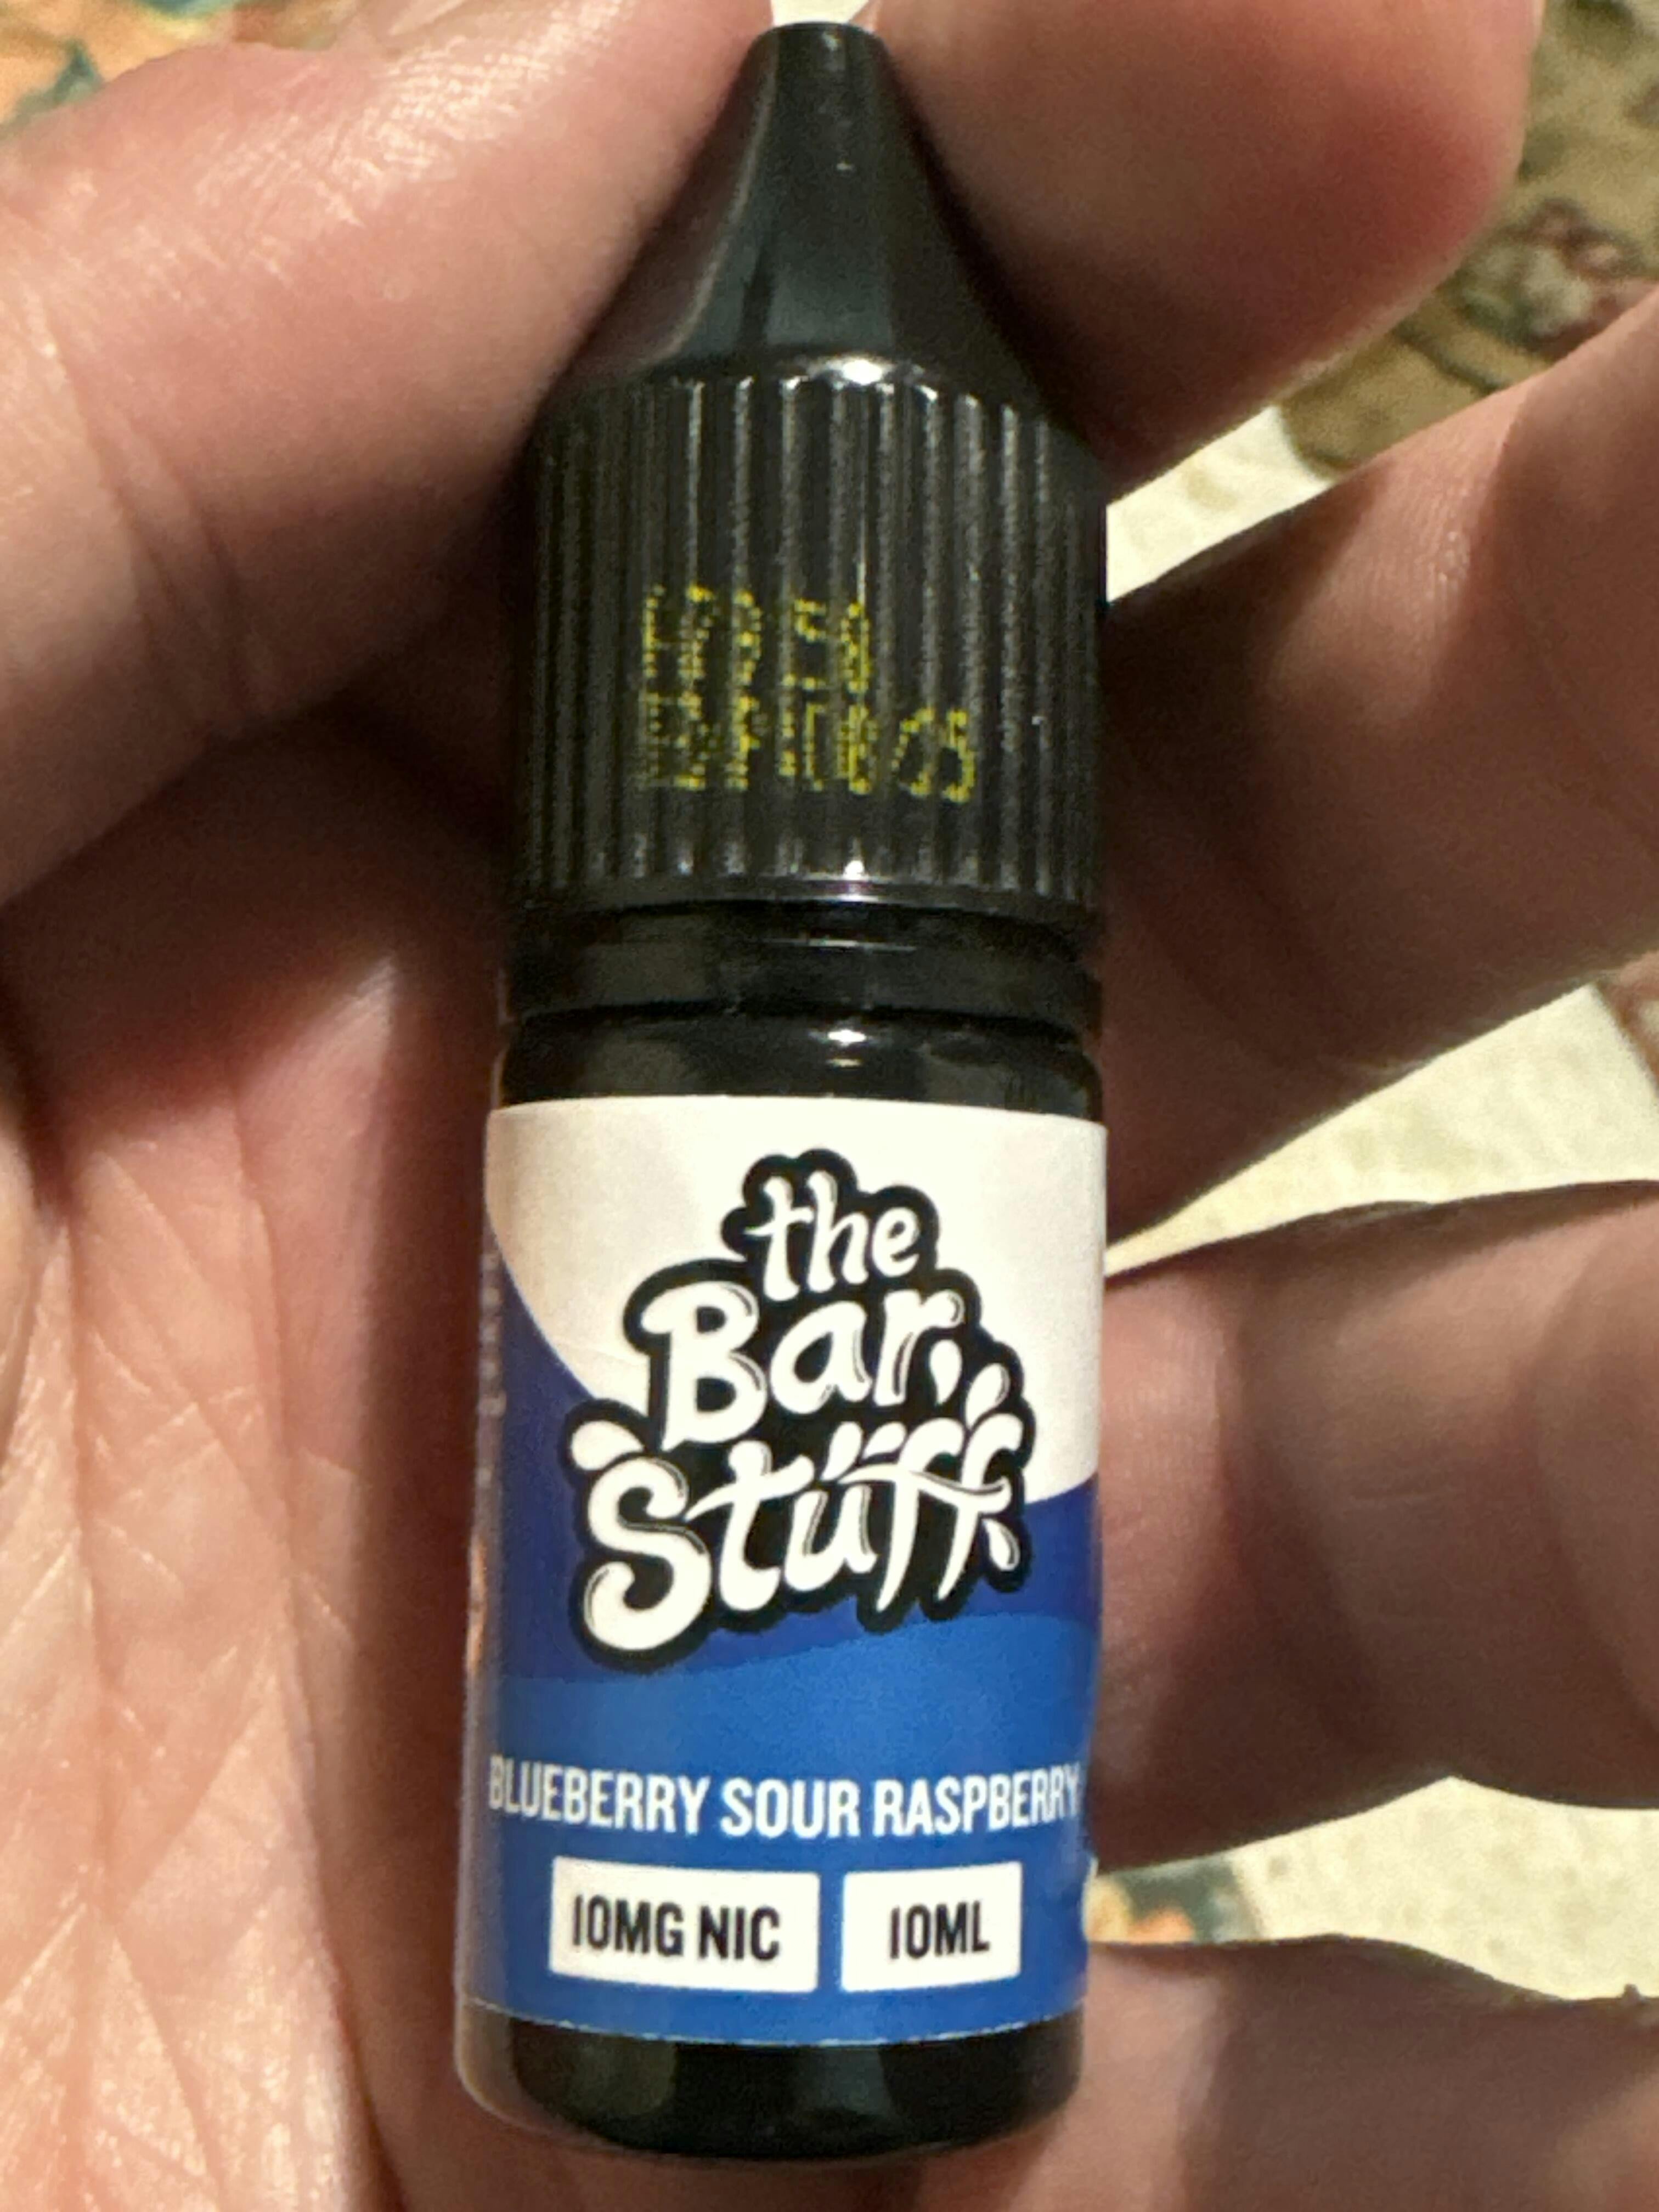 the
Bar
Stuff
BLUEBERRY SOUR RASPBERRY
10MG NIC 10ML